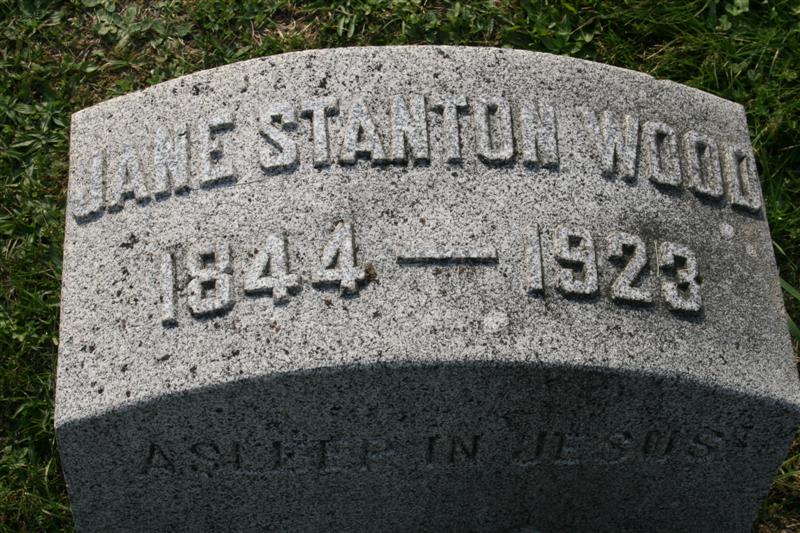 JANE STANTON WOOD
1844 — 1923
ASLEEP IN JESUS